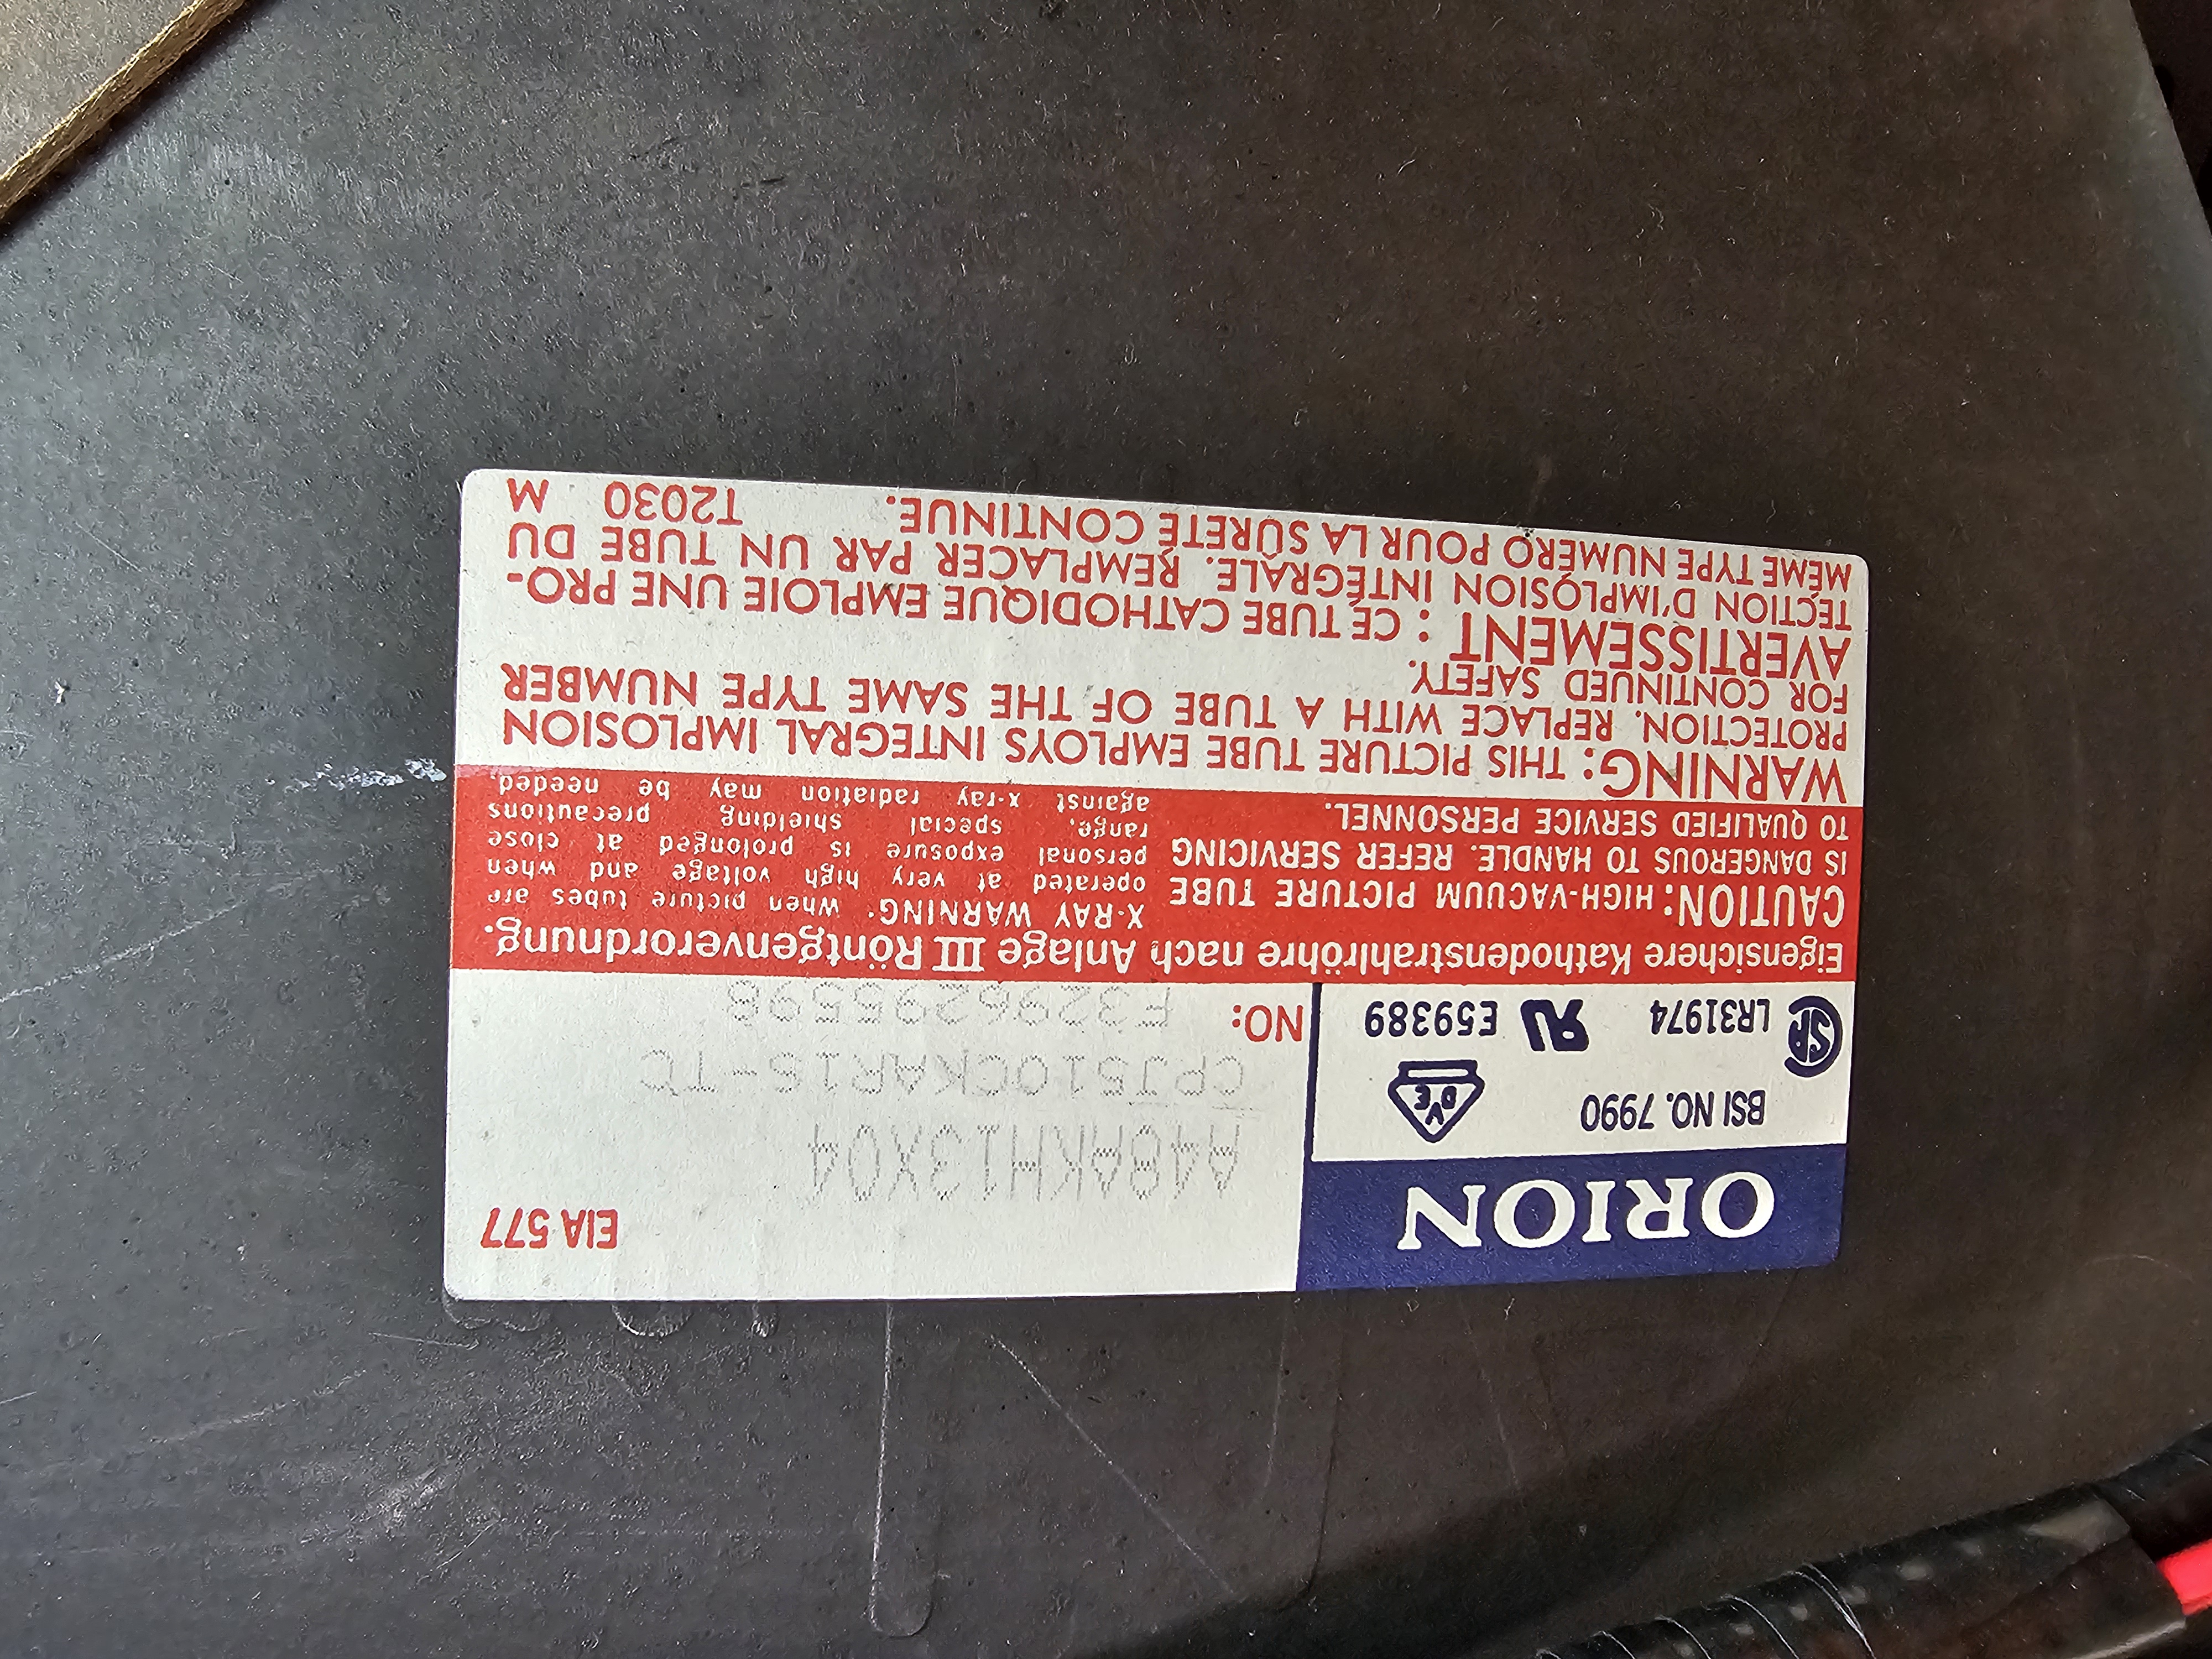 ORION
EIA 577
BSI NO. 7990
DVE
A48AKH13X04
CPJ510CKAR1S-TC
SA LR31974
E59389
NO: F329629559B
Eigensichere Kathodenstrahlröhre nach Anlage III Röntgenverordnung.
CAUTION: HIGH-VACUUM PICTURE TUBE
IS DANGEROUS TO HANDLE. REFER SERVICING
TO QUALIFIED SERVICE PERSONNEL.
X-RAY WARNING. when picture tubes are
operated at very high voltage and when
personal exposure is prolonged at close
range, special shielding precautions
against x-ray radiation may be needed.
WARNING: THIS PICTURE TUBE EMPLOYS INTEGRAL IMPLOSION
PROTECTION. REPLACE WITH A TUBE OF THE SAME TYPE NUMBER
FOR CONTINUED SAFETY.
AVERTISSEMENT : CE TUBE CATHODIQUE EMPLOIE UNE PRO-
TECTION D'IMPLOSION INTÉGRALE. REMPLACER PAR UN TUBE DU
MÊME TYPE NUMÉRO POUR LA SÛRETÉ CONTINUE. T2030 M